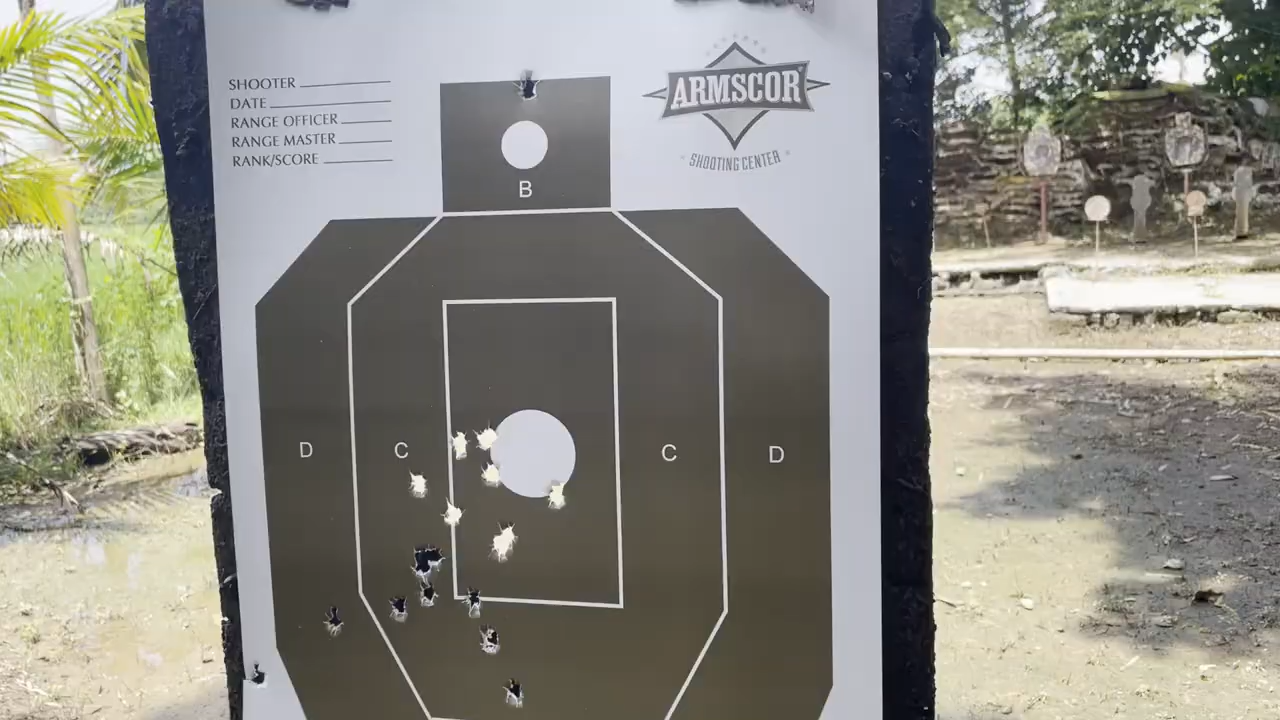 SHOOTER
DATE
RANGE OFFICER
RANGE MASTER
RANK/SCORE
ARMSCOR
SHOOTING CENTER
B
D
C
C
D